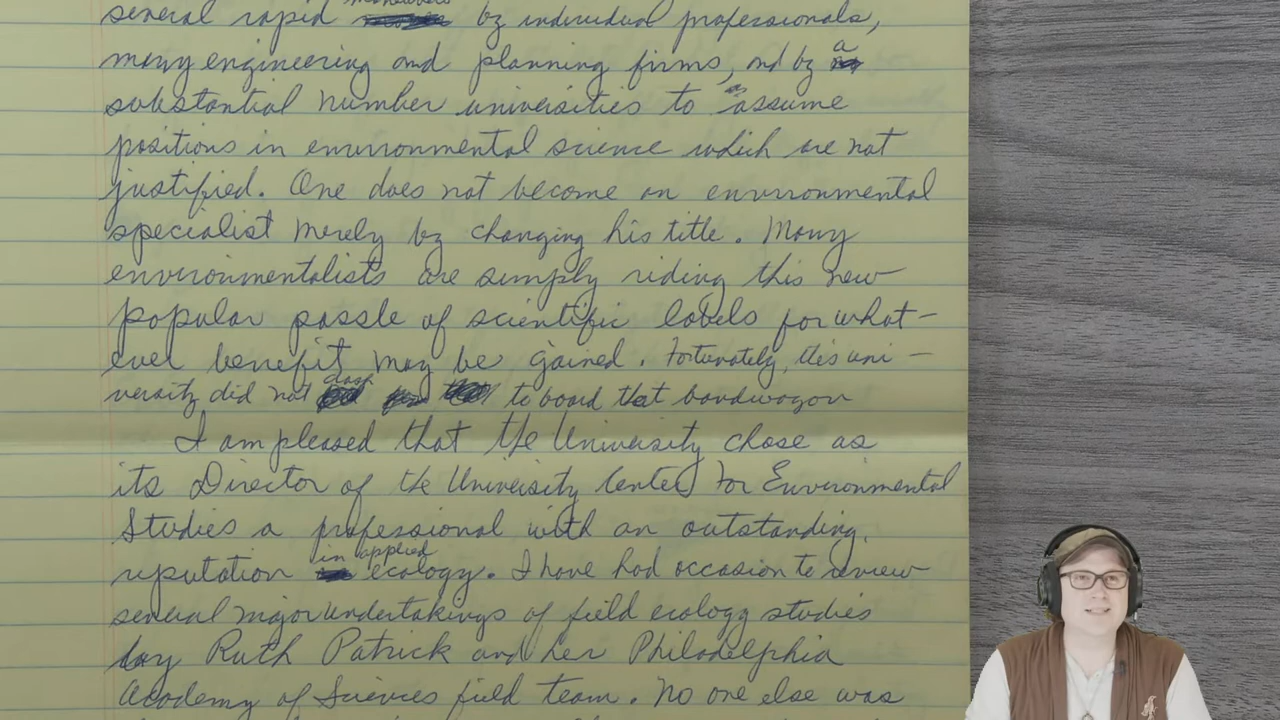 several rapid maneuvers by individual professionals,
many engineering and planning firms, and by a
substantial number universities to assume
positions in environmental science which are not
justified. One does not become an environmental
specialist merely by changing his title. Many
environmentalists are simply riding this new
popular passle of scientific labels for what-
ever benefit may be gained. Fortunately, this uni-
versity did not to board that bandwagon
I am pleased that the University chose as
its Director of the University Center for Environmental
Studies a professional with an outstanding
reputation in applied ecology. I have had occasion to review
several major undertakings of field ecology studies
by Ruth Patrick and her Philadelphia
Academy of Sciences field team. No one else was